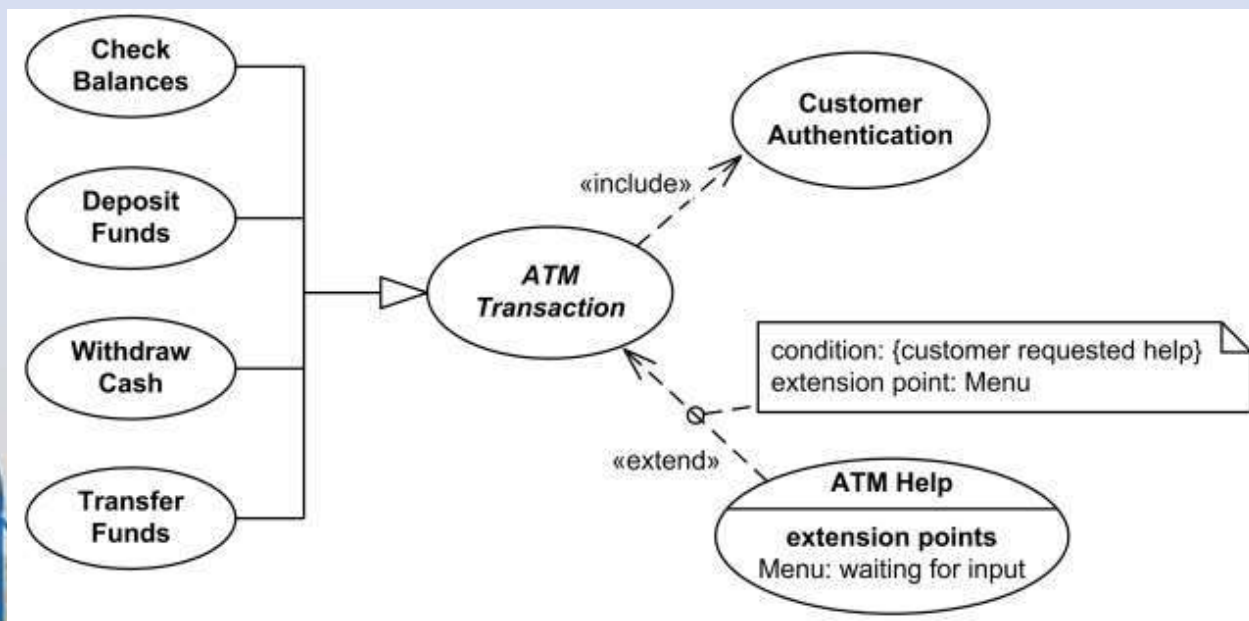 Check
Balances
Customer
Authentication
«include»
Deposit
Funds
ATM
Transaction
Withdraw
Cash
condition: {customer requested help}
extension point: Menu
«extend»
ATM Help
Transfer
Funds
extension points
Menu: waiting for input